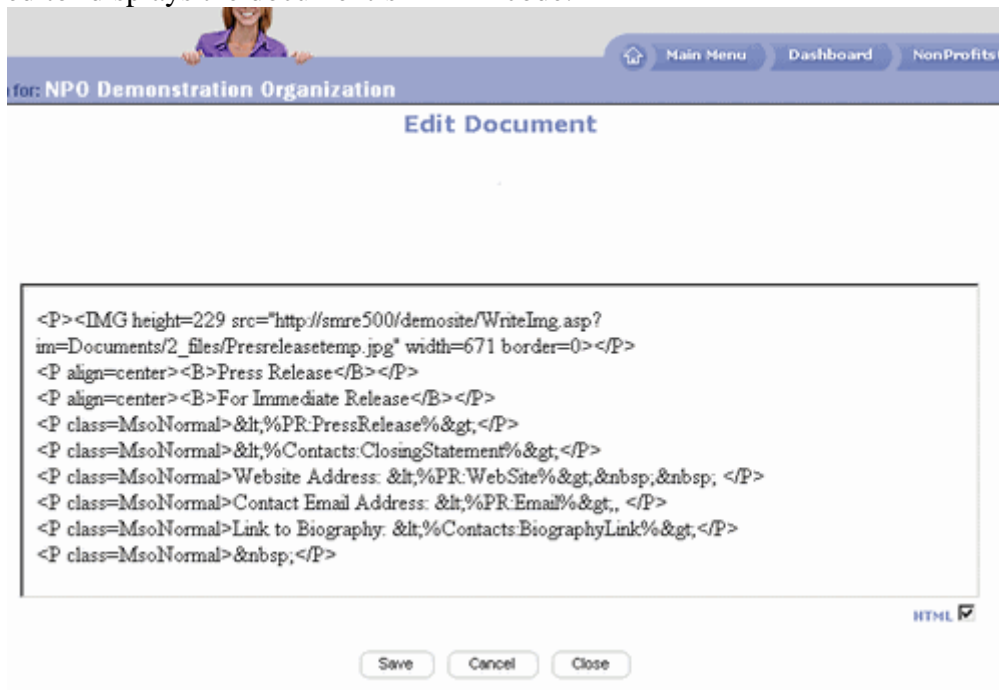 Main Menu Dashboard NonProfits
for: NPO Demonstration Organization
Edit Document
<P><IMG height=229 src="http://smre500/demosite/WriteImg.asp?
im=Documents/2_files/Presreleasetemp.jpg" width=671 border=0></P>
<P align=center><B>Press Release</B></P>
<P align=center><B>For Immediate Release</B></P>
<P class=MsoNormal>&lt;%PR:PressRelease%&gt;</P>
<P class=MsoNormal>&lt;%Contacts:ClosingStatement%&gt;</P>
<P class=MsoNormal>Website Address: &lt;%PR:WebSite%&gt;&nbsp;&nbsp; </P>
<P class=MsoNormal>Contact Email Address: &lt;%PR:Email%&gt;, </P>
<P class=MsoNormal>Link to Biography: &lt;%Contacts:BiographyLink%&gt;</P>
<P class=MsoNormal>&nbsp;</P>
HTML
Save Cancel Close